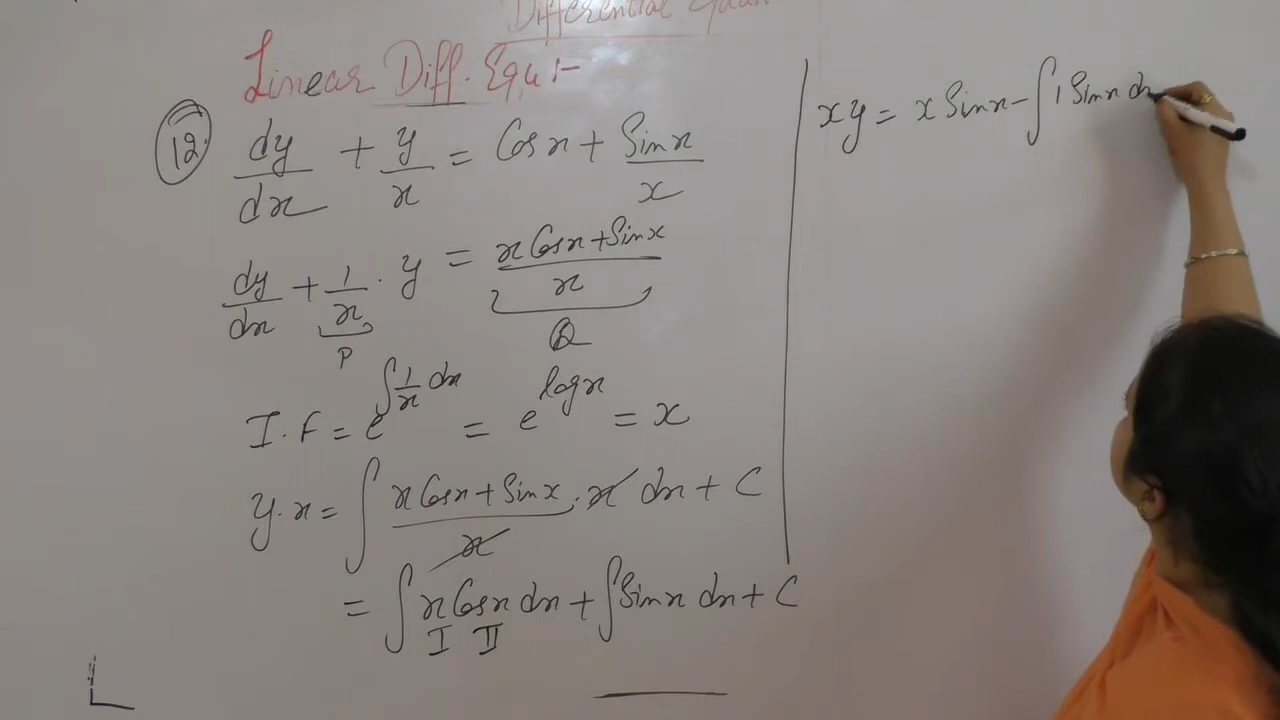 Differential Equan
Linear Diff. Equ :-
12. dy/dx + y/x = Cos x + Sin x/x
dy/dx + 1/x · y = x Cos x + Sin x/x
P Q
I.F = e^∫1/x dx = e^log x = x
y·x = ∫ x Cos x + Sin x/x · x dx + C
= ∫ x Cos x dx + ∫ Sin x dx + C
I II
xy = x Sin x - ∫ 1 Sin x dx